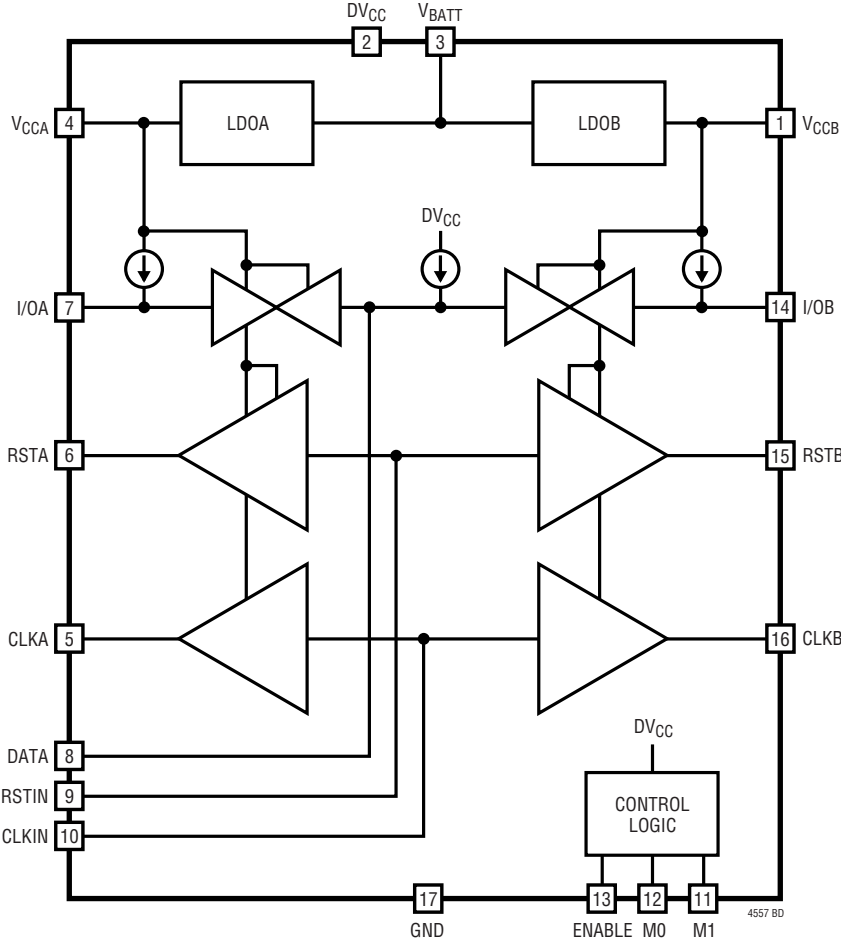 DVCC VBATT
2 3
VCCA 4 LDOA LDOB 1 VCCB
DVCC
I/OA 7 14 I/OB
RSTA 6 15 RSTB
CLKA 5 16 CLKB
DVCC
DATA 8
RSTIN 9
CONTROL
LOGIC
CLKIN 10
17 13 12 11
4557 BD
GND ENABLE M0 M1